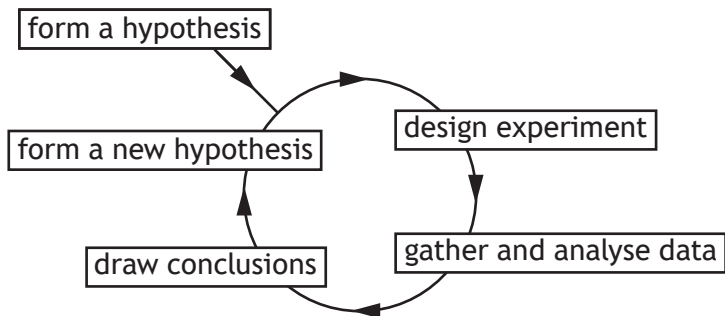 form a hypothesis
design experiment
form a new hypothesis
gather and analyse data
draw conclusions